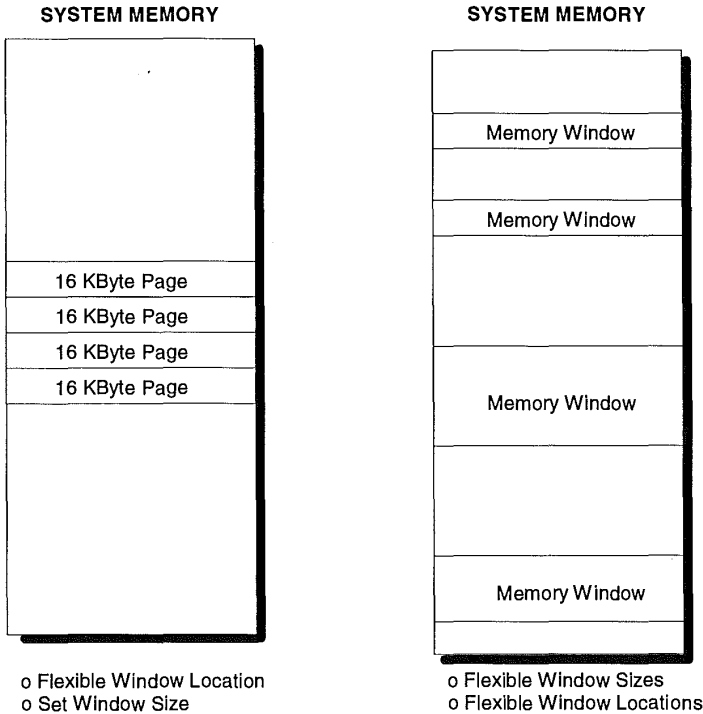 SYSTEM MEMORY
16 KByte Page
16 KByte Page
16 KByte Page
16 KByte Page
o Flexible Window Location
o Set Window Size
SYSTEM MEMORY
Memory Window
Memory Window
Memory Window
Memory Window
o Flexible Window Sizes
o Flexible Window Locations